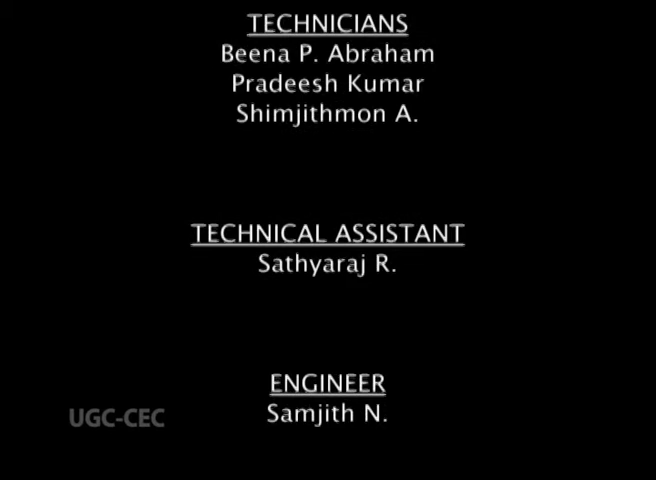 TECHNICIANS
Beena P. Abraham
Pradeesh Kumar
Shimjithmon A.
TECHNICAL ASSISTANT
Sathyaraj R.
ENGINEER
Samjith N.
UGC-CEC